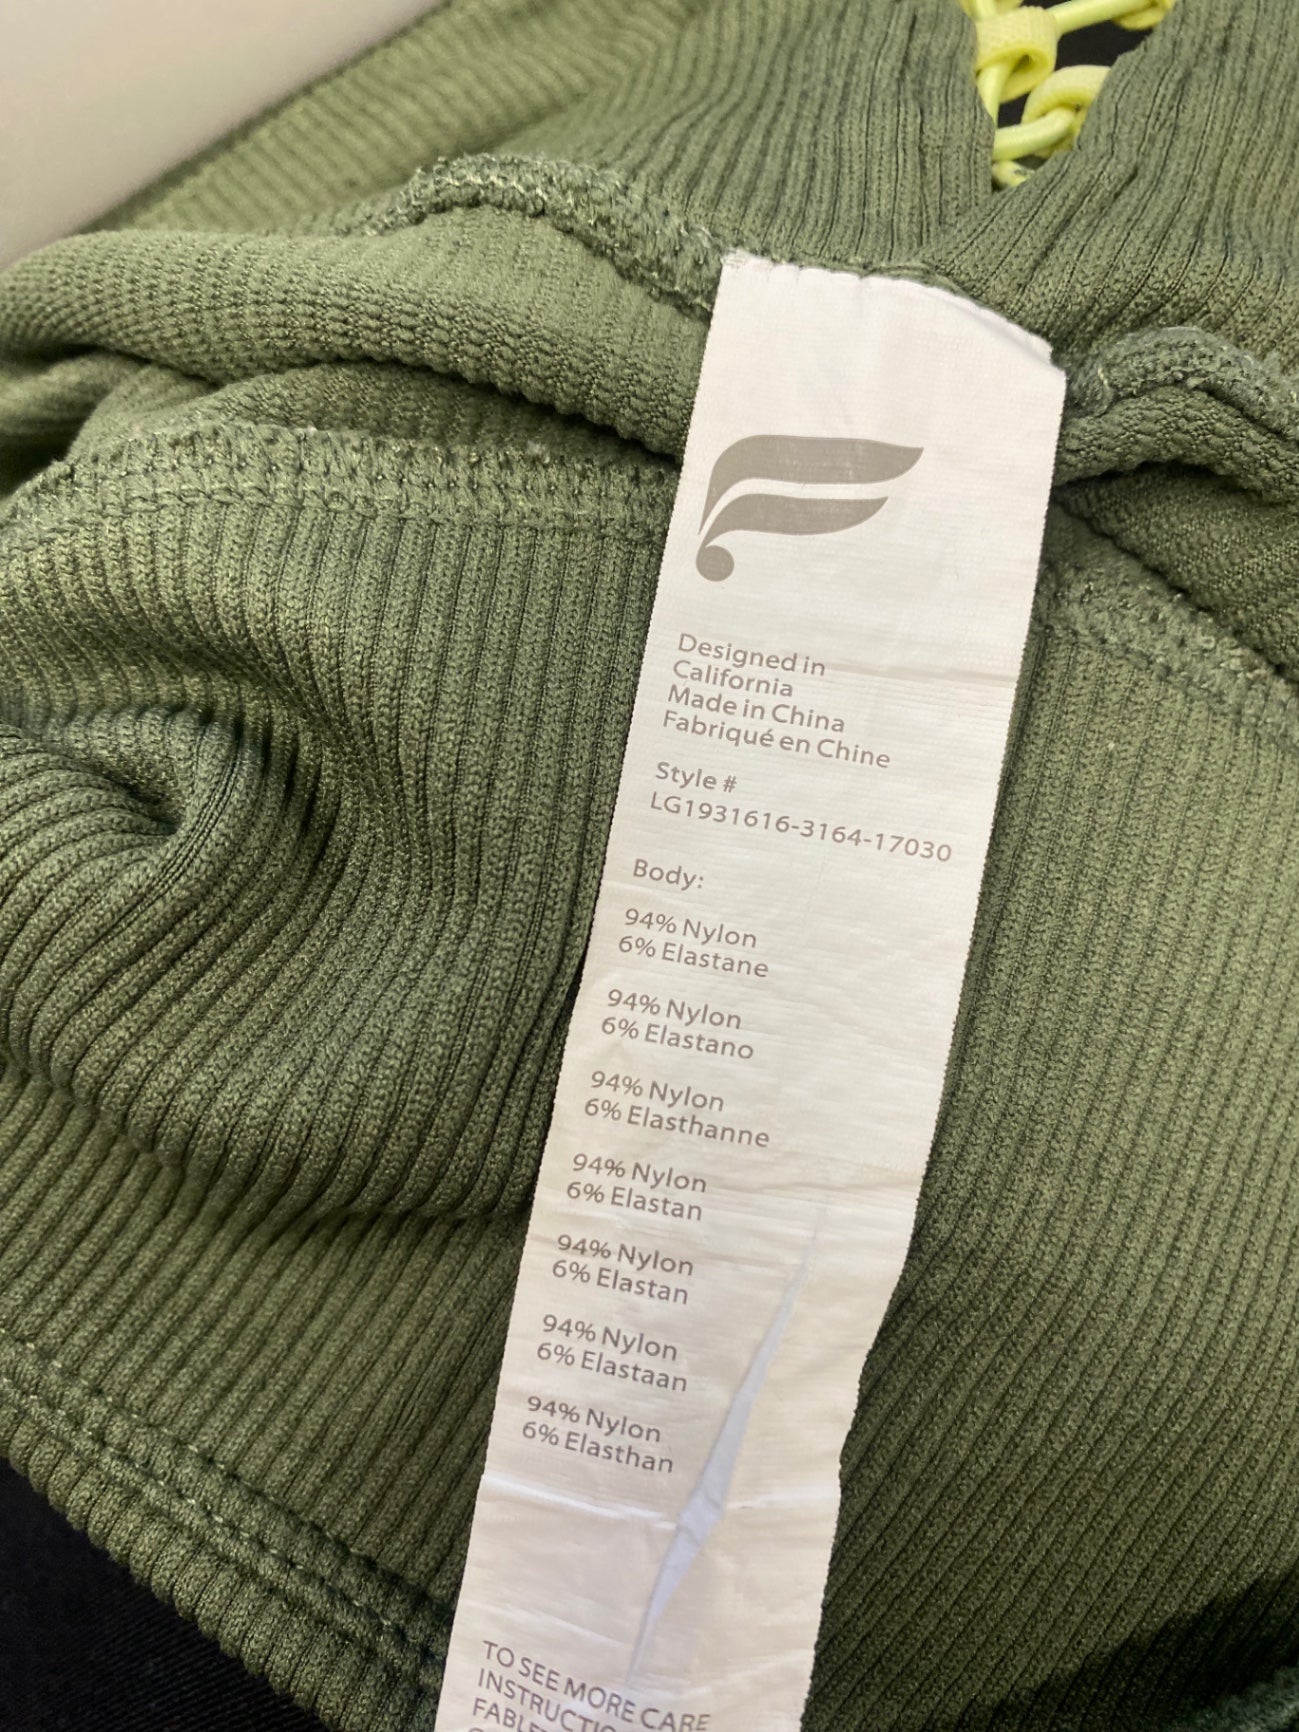 Designed in
California
Made in China
Fabriqué en Chine
Style #
LG1931616-3164-17030
Body:
94% Nylon
6% Elastane
94% Nylon
6% Elastano
94% Nylon
6% Elasthanne
94% Nylon
6% Elastan
94% Nylon
6% Elastan
94% Nylon
6% Elastaan
94% Nylon
6% Elasthan
TO SEE MORE CARE